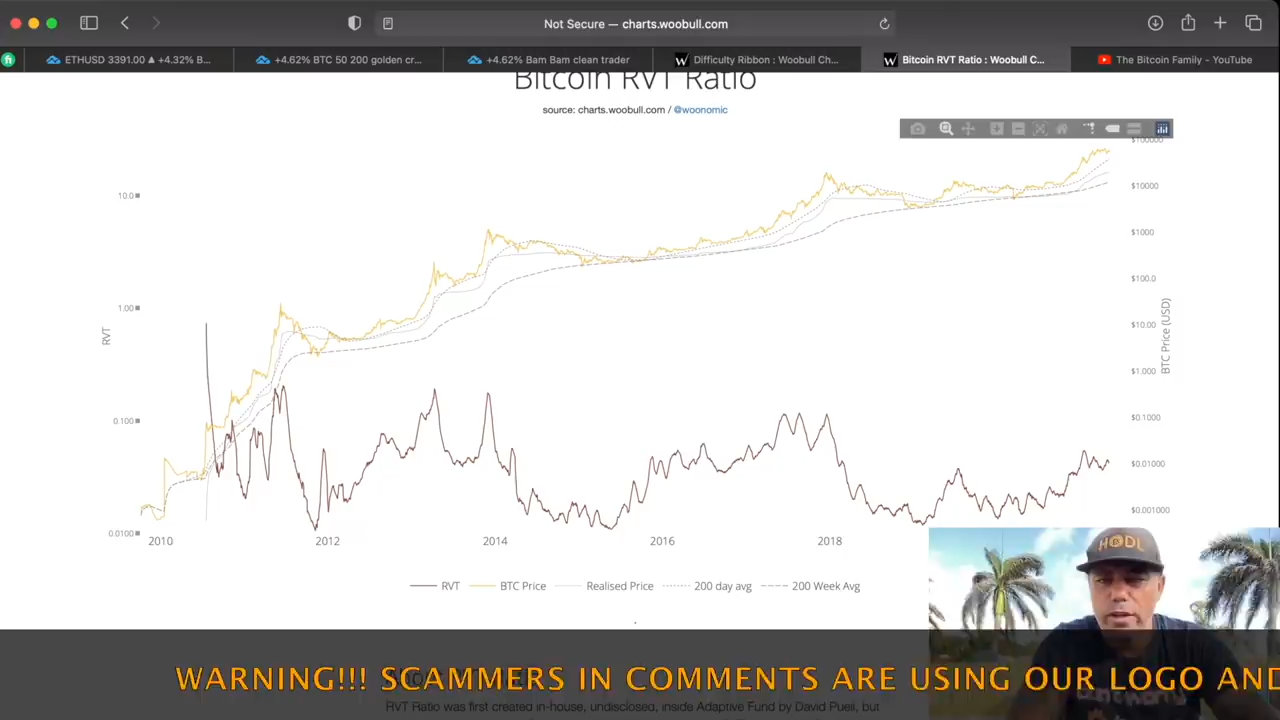 Not Secure — charts.woobull.com
ETHUSD 3391.00 ▲ +4.32% B...
+4.62% BTC 50 200 golden cr...
+4.62% Bam Bam clean trader
Difficulty Ribbon : Woobull Ch...
Bitcoin RVT Ratio : Woobull C...
The Bitcoin Family - YouTube
Bitcoin RVT Ratio
source: charts.woobull.com / @woonomic
10.0
1.00
0.100
0.0100
RVT
$100000
$10000
$1000
$100.0
$10.00
$1.000
$0.1000
$0.01000
$0.001000
BTC Price (USD)
2010
2012
2014
2016
2018
RVT
BTC Price
Realised Price
200 day avg
200 Week Avg
HODL
WARNING!!! SCAMMERS IN COMMENTS ARE USING OUR LOGO AND
RVT Ratio was first created in-house, undisclosed, inside Adaptive Fund by David Puell, but